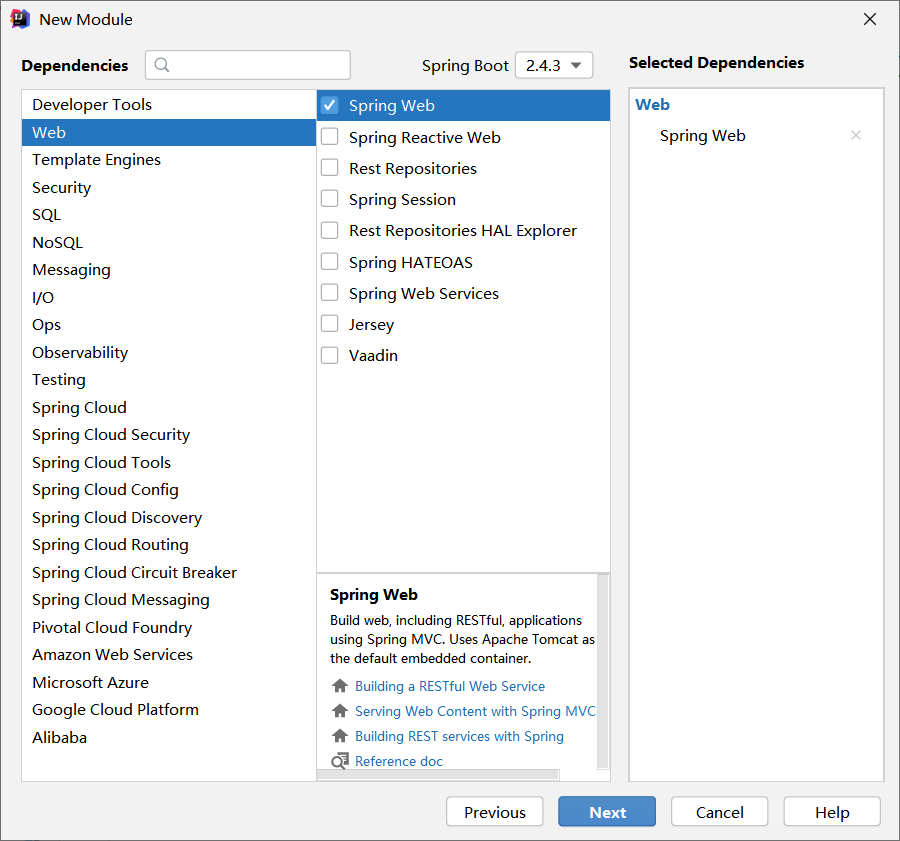 New Module
Dependencies
Spring Boot 2.4.3
Selected Dependencies
Developer Tools
Web
Template Engines
Security
SQL
NoSQL
Messaging
I/O
Ops
Observability
Testing
Spring Cloud
Spring Cloud Security
Spring Cloud Tools
Spring Cloud Config
Spring Cloud Discovery
Spring Cloud Routing
Spring Cloud Circuit Breaker
Spring Cloud Messaging
Pivotal Cloud Foundry
Amazon Web Services
Microsoft Azure
Google Cloud Platform
Alibaba
Spring Web
Spring Reactive Web
Rest Repositories
Spring Session
Rest Repositories HAL Explorer
Spring HATEOAS
Spring Web Services
Jersey
Vaadin
Spring Web
Build web, including RESTful, applications
using Spring MVC. Uses Apache Tomcat as
the default embedded container.
Building a RESTful Web Service
Serving Web Content with Spring MVC
Building REST services with Spring
Reference doc
Web
Spring Web
Previous
Next
Cancel
Help